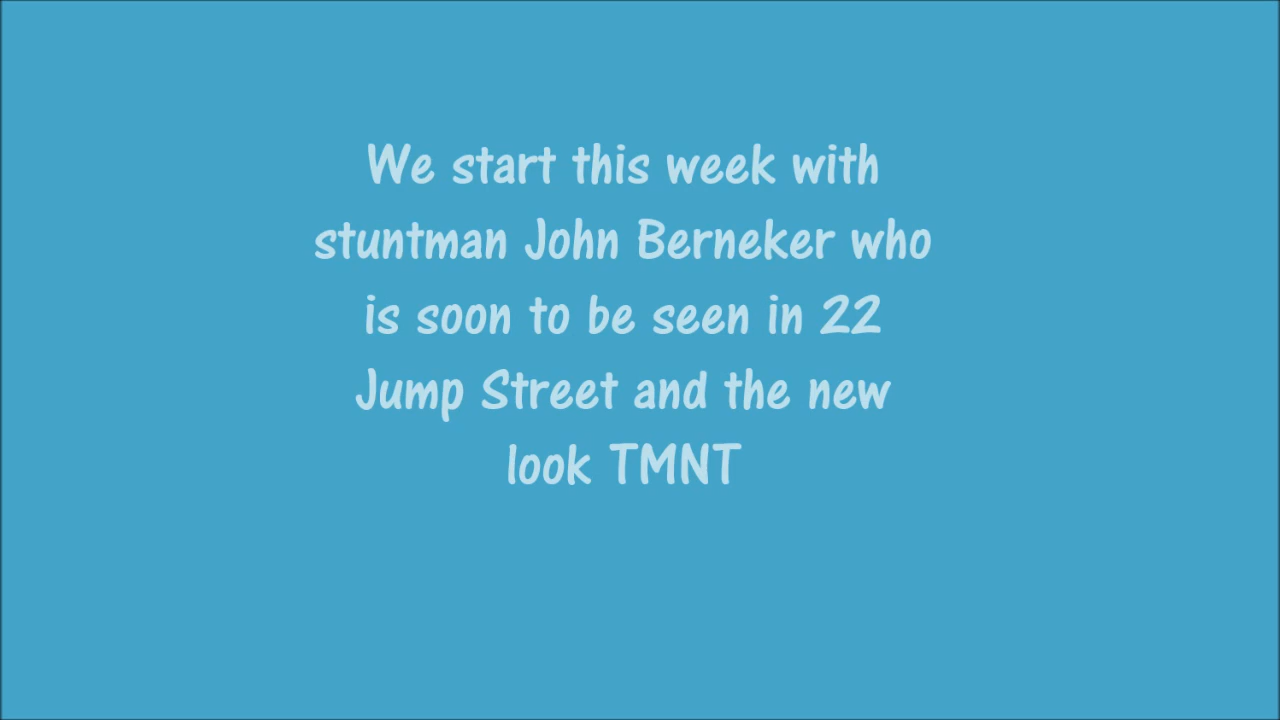 We start this week with
stuntman John Berneker who
is soon to be seen in 22
Jump Street and the new
look TMNT